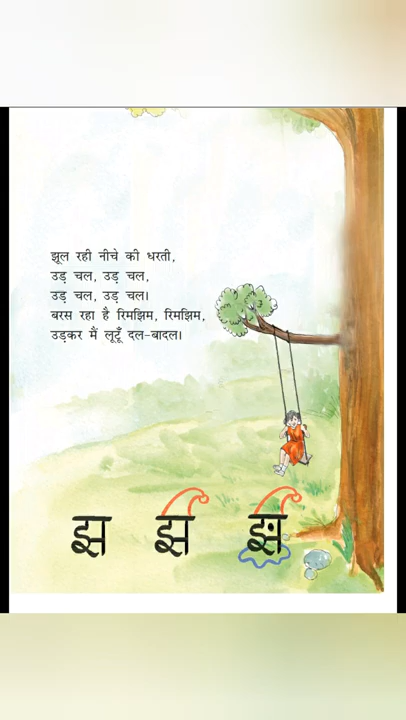 झूल रही नीचे की धरती,
उड़ चल, उड़ चल,
उड़ चल, उड़ चल।
बरस रहा है रिमझिम, रिमझिम,
उड़कर मैं लूटूँ दल-बादल।
झ